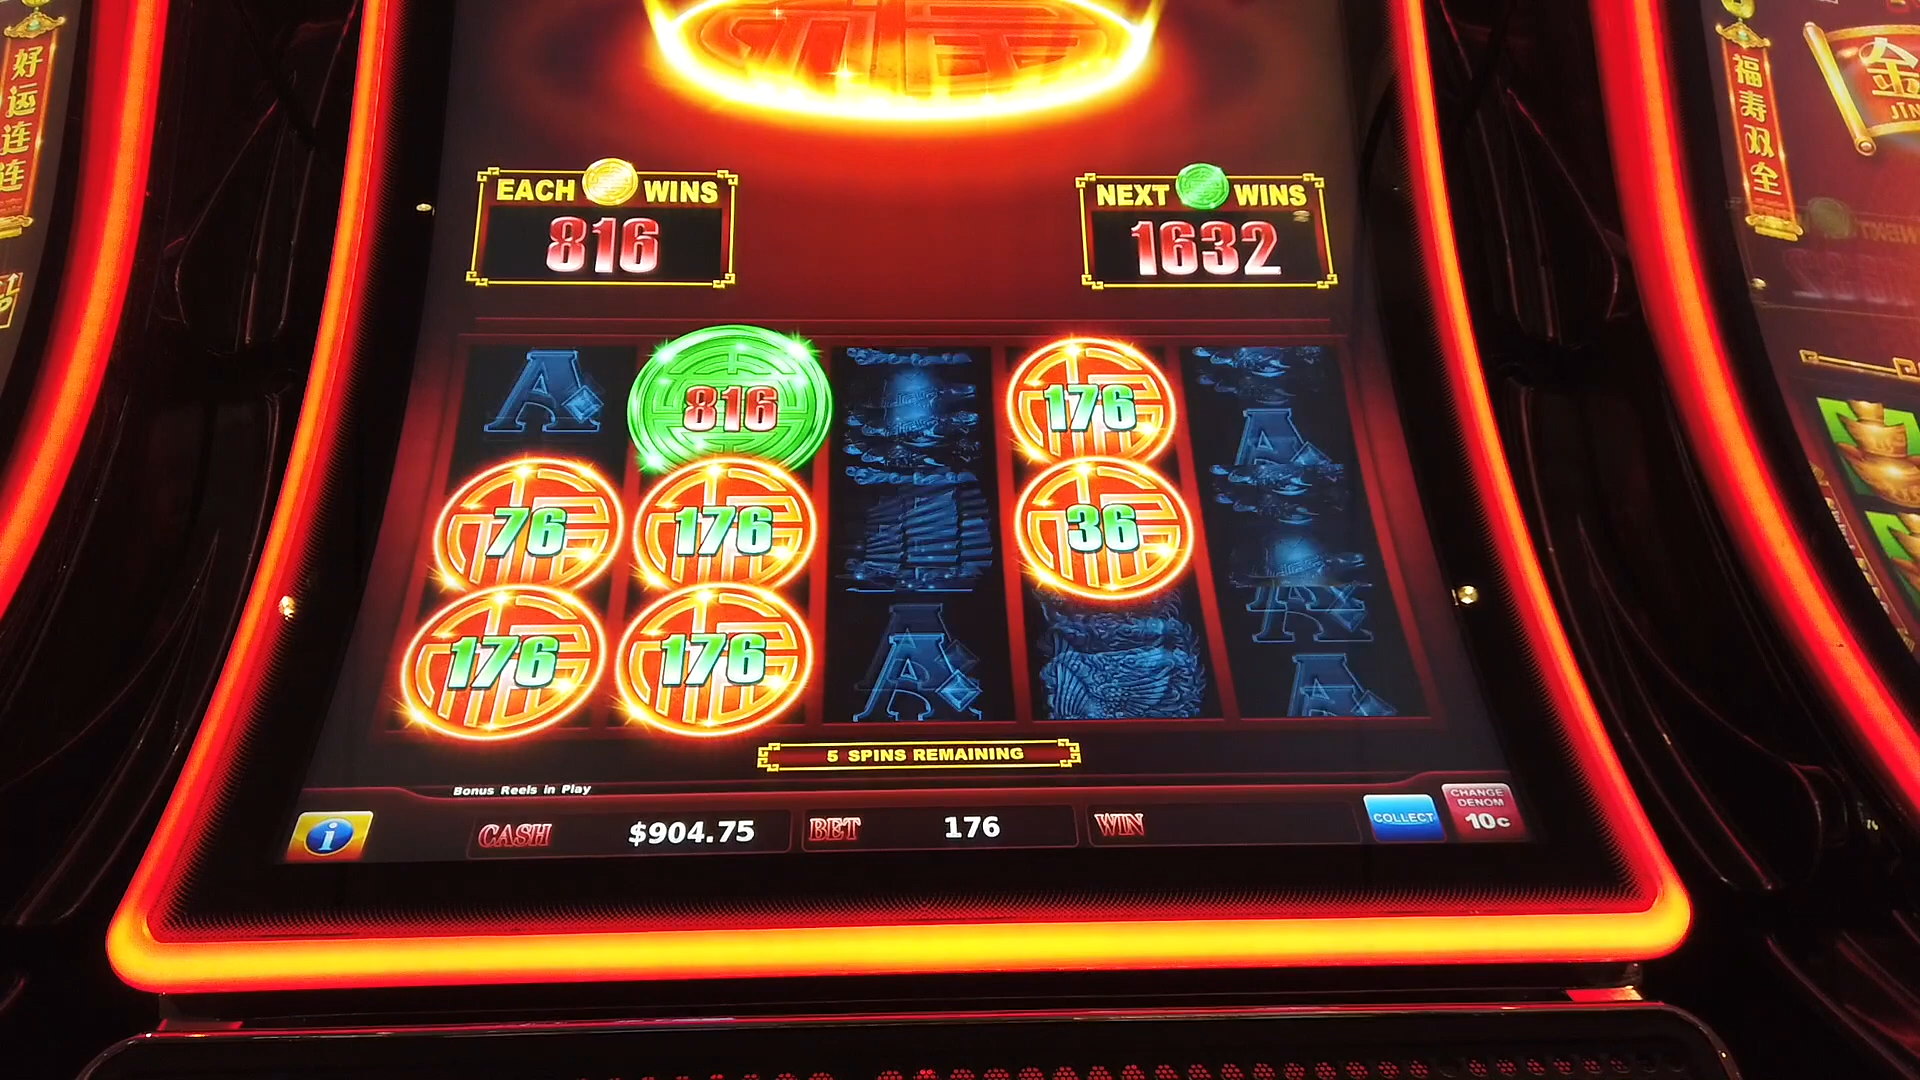 好运连连
福寿双全
金
JIN
EACH WINS
816
NEXT WINS
1632
A
816
176
A
76
176
36
176
176
A
A
A
5 SPINS REMAINING
Bonus Reels in Play
CASH $904.75
BET 176
WIN
COLLECT
CHANGE
DENOM
10c